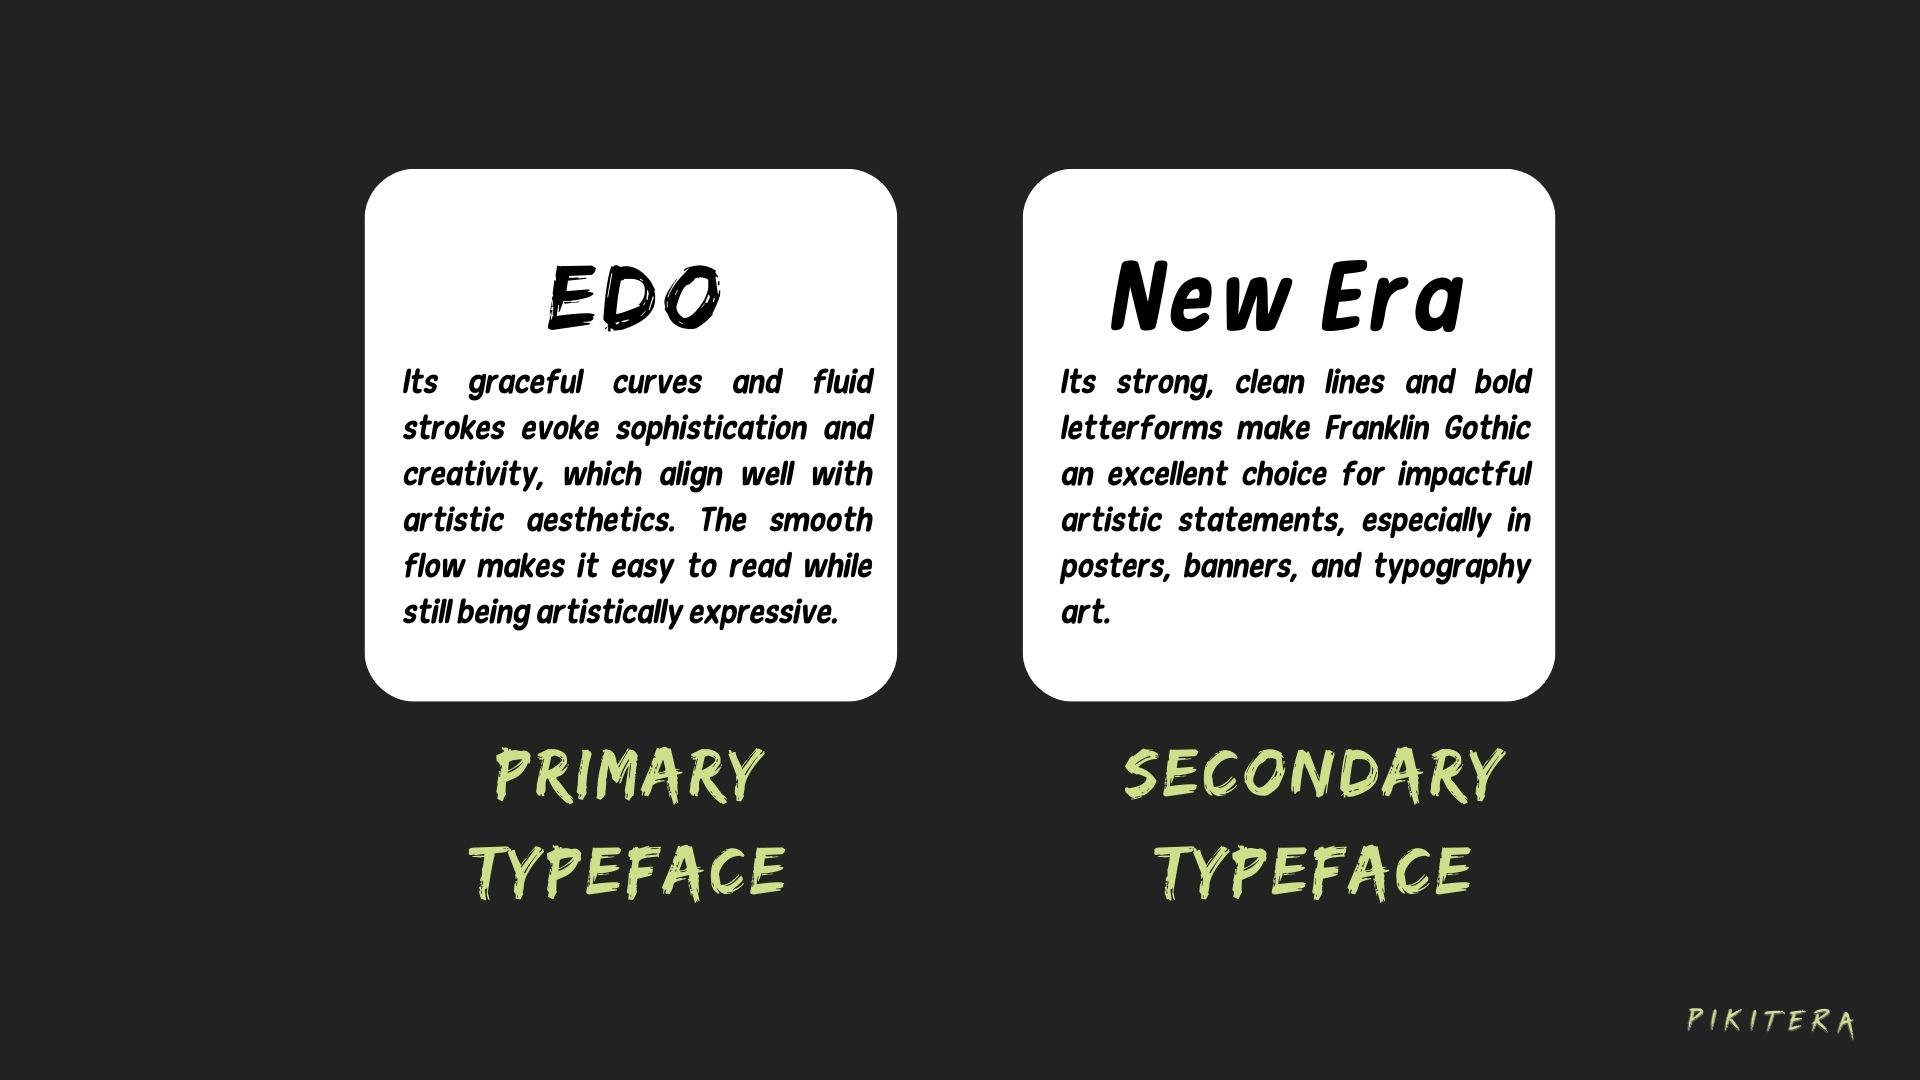 EDO
Its graceful curves and fluid
strokes evoke sophistication and
creativity, which align well with
artistic aesthetics. The smooth
flow makes it easy to read while
still being artistically expressive.
PRIMARY
TYPEFACE
New Era
Its strong, clean lines and bold
letterforms make Franklin Gothic
an excellent choice for impactful
artistic statements, especially in
posters, banners, and typography
art.
SECONDARY
TYPEFACE
PIKITERA